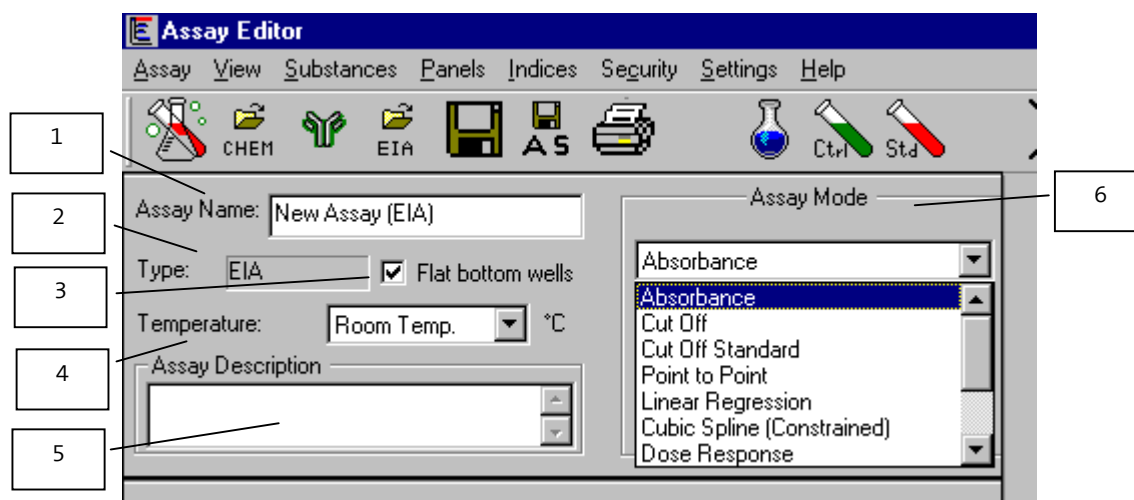 Assay Editor
Assay View Substances Panels Indices Security Settings Help
CHEM EIA AS Ctrl Std
1
Assay Name: New Assay (EIA)
Assay Mode
6
2
Type: EIA Flat bottom wells
Absorbance
3
Absorbance
Temperature: Room Temp. °C
Cut Off
Cut Off Standard
4
Assay Description
Point to Point
Linear Regression
Cubic Spline (Constrained)
5
Dose Response